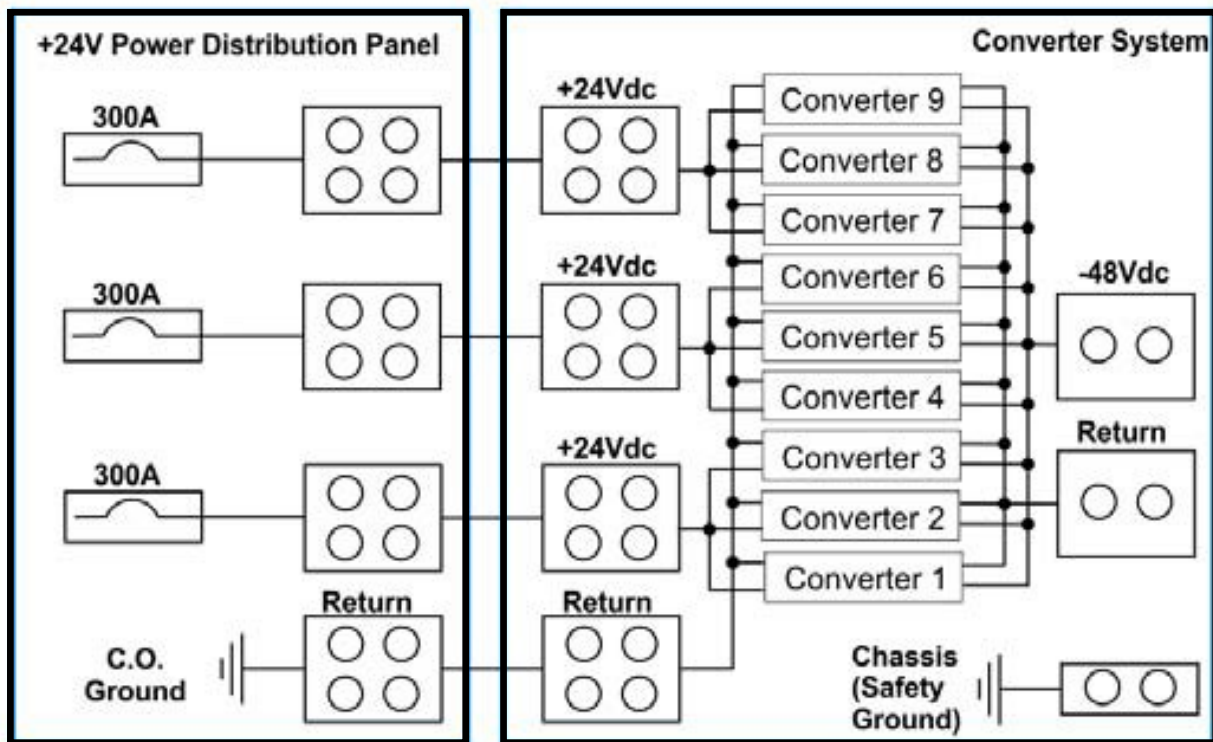 +24V Power Distribution Panel
300A
300A
300A
Return
C.O.
Ground
Converter System
+24Vdc
+24Vdc
+24Vdc
Return
Converter 9
Converter 8
Converter 7
Converter 6
Converter 5
Converter 4
Converter 3
Converter 2
Converter 1
-48Vdc
Return
Chassis
(Safety
Ground)